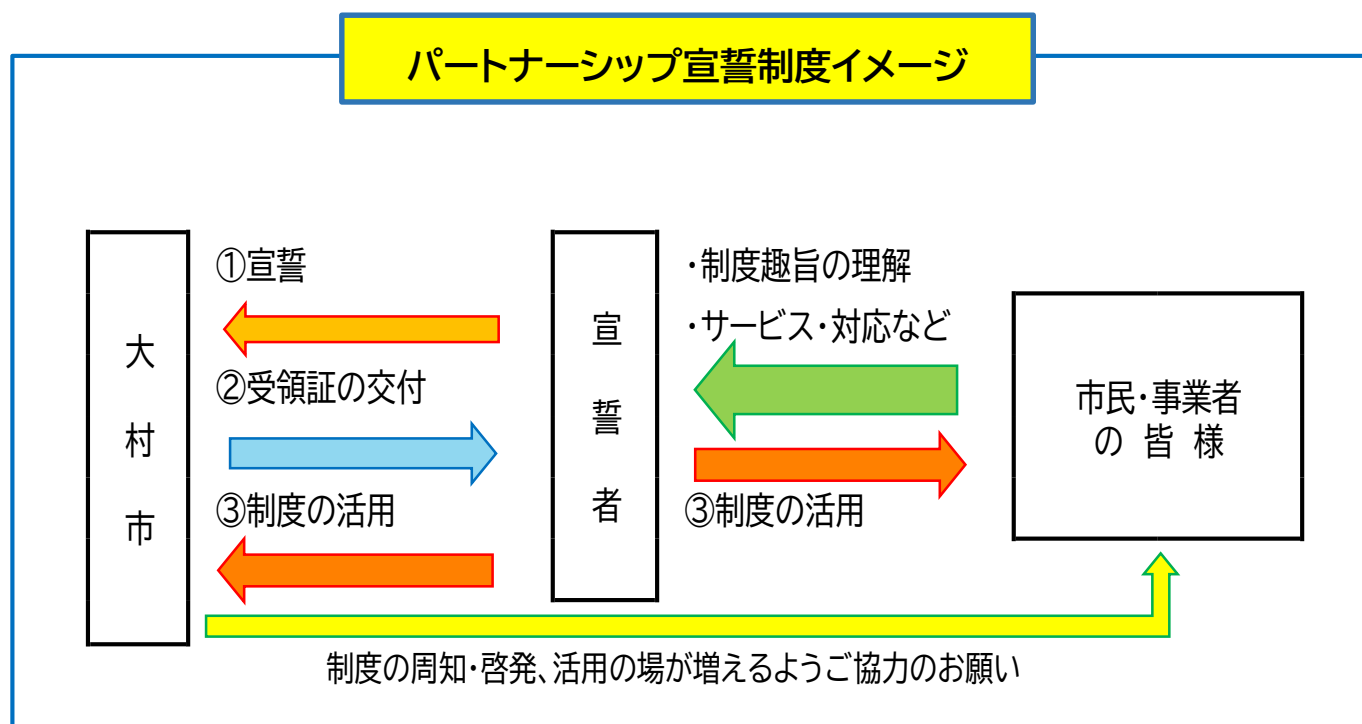 パートナーシップ宣誓制度イメージ
大村市
①宣誓
②受領証の交付
③制度の活用
宣誓者
・制度趣旨の理解
・サービス・対応など
③制度の活用
市民・事業者
の皆様
制度の周知・啓発、活用の場が増えるようご協力のお願い